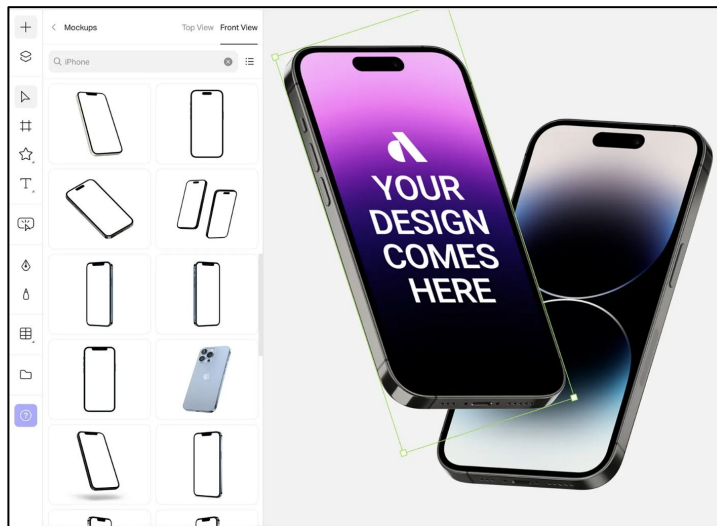 Mockups
Top View
Front View
iPhone
YOUR
DESIGN
COMES
HERE